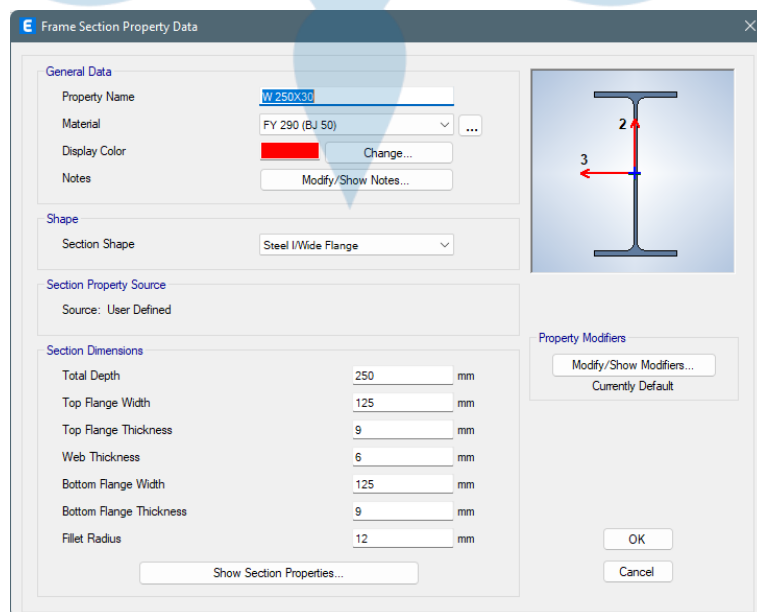 E Frame Section Property Data
General Data
Property Name W 250X30
Material FY 290 (BJ 50) ...
Display Color Change...
Notes Modify/Show Notes...
Shape
Section Shape Steel I/Wide Flange
Section Property Source
Source: User Defined
Section Dimensions
Total Depth 250 mm
Top Flange Width 125 mm
Top Flange Thickness 9 mm
Web Thickness 6 mm
Bottom Flange Width 125 mm
Bottom Flange Thickness 9 mm
Fillet Radius 12 mm
Show Section Properties...
2
3
Property Modifiers
Modify/Show Modifiers...
Currently Default
OK
Cancel